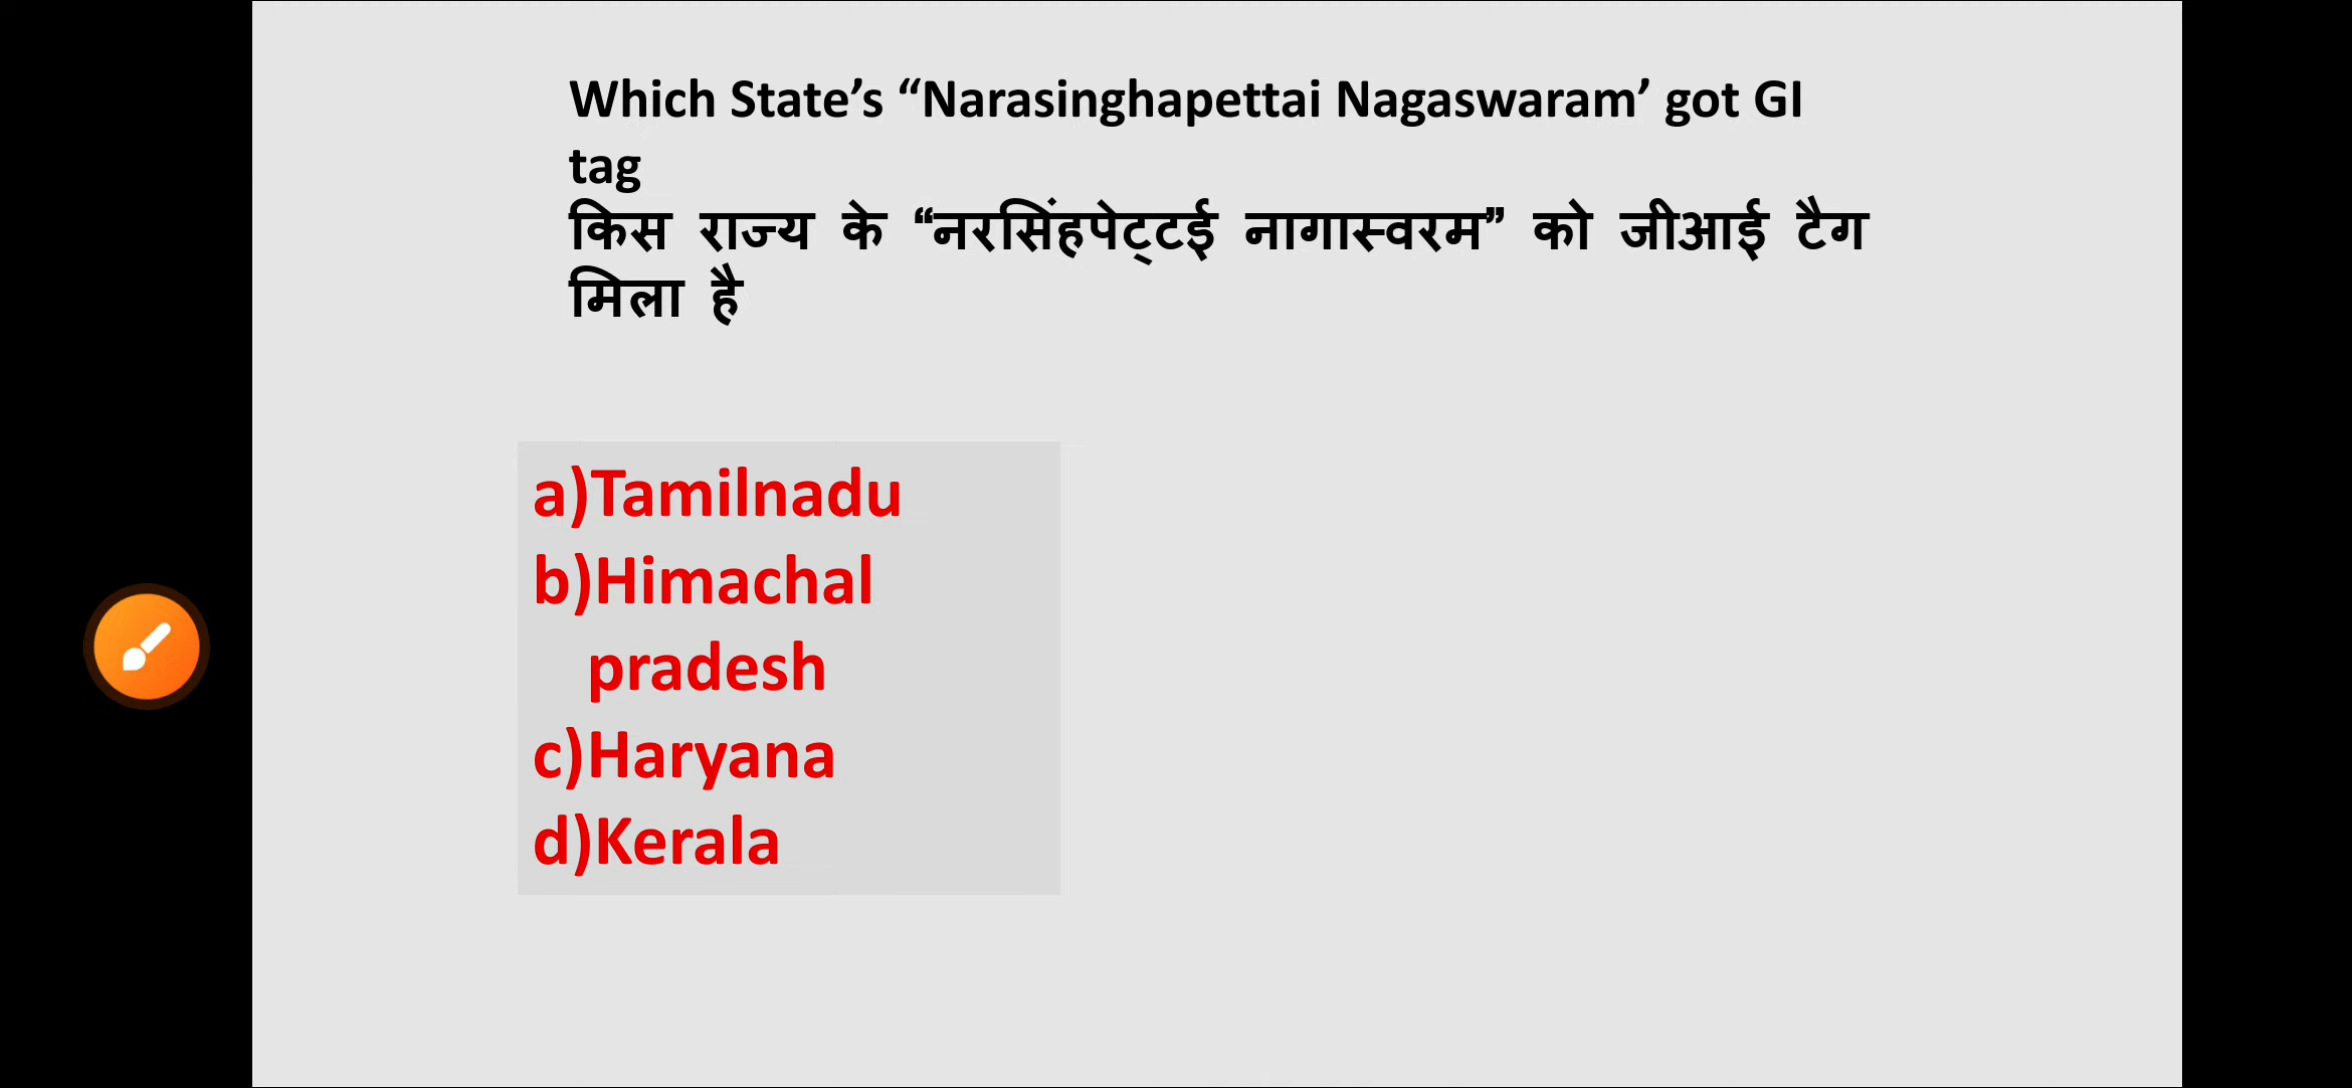 Which State’s “Narasinghapettai Nagaswaram’ got GI
tag
किस राज्य के “नरसिंहपेट्टई नागास्वरम” को जीआई टैग
मिला है
a)Tamilnadu
b)Himachal
pradesh
c)Haryana
d)Kerala